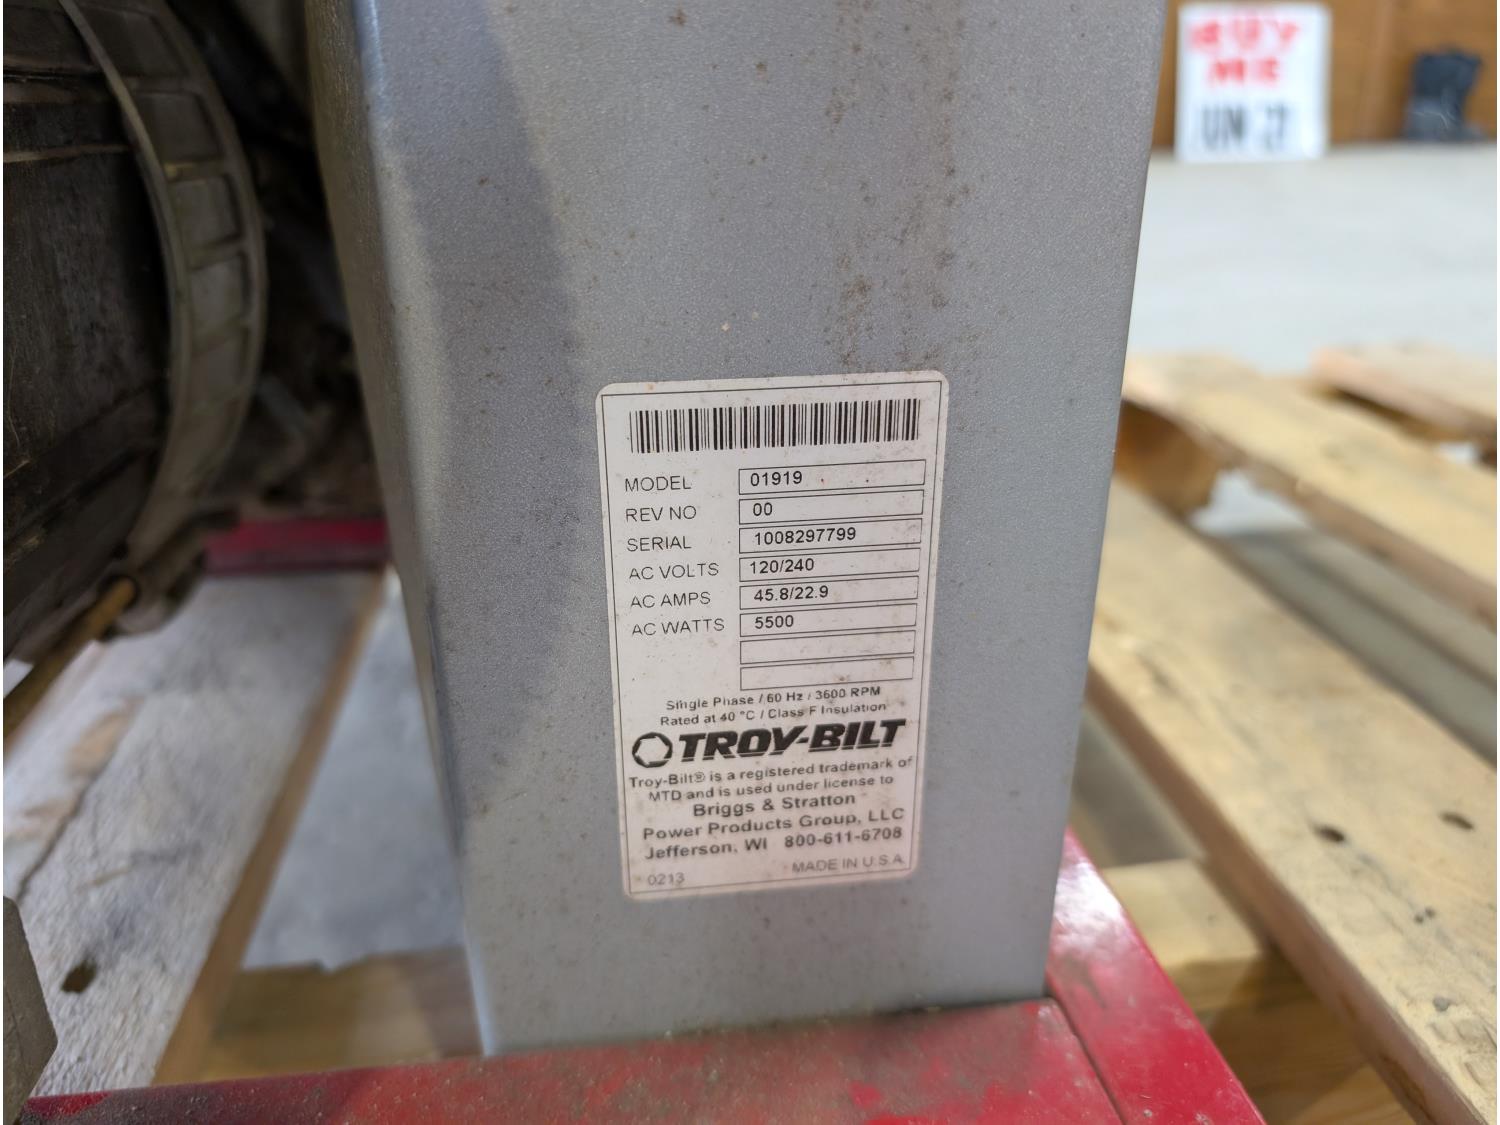 BUY
ME
MODEL 01919
REV NO 00
SERIAL 1008297799
AC VOLTS 120/240
AC AMPS 45.8/22.9
AC WATTS 5500
Single Phase / 60 Hz / 3600 RPM
Rated at 40 °C / Class F Insulation
TROY-BILT
Troy-Bilt® is a registered trademark of
MTD and is used under license to
Briggs & Stratton
Power Products Group, LLC
Jefferson, WI 800-611-6708
0213 MADE IN U.S.A.